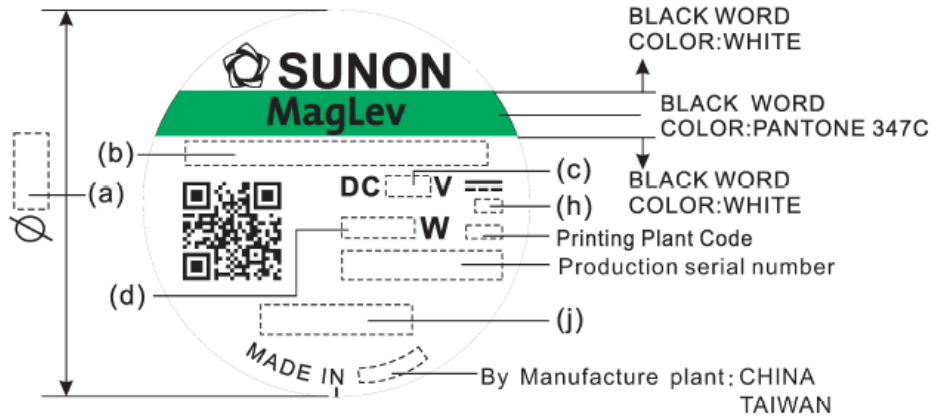 BLACK WORD
COLOR:WHITE
SUNON
MagLev
BLACK WORD
COLOR:PANTONE 347C
(b)
(a)
DC V
(c)
(h)
BLACK WORD
COLOR:WHITE
W
Printing Plant Code
Production serial number
(d)
(j)
MADE IN
By Manufacture plant: CHINA
TAIWAN
Ø